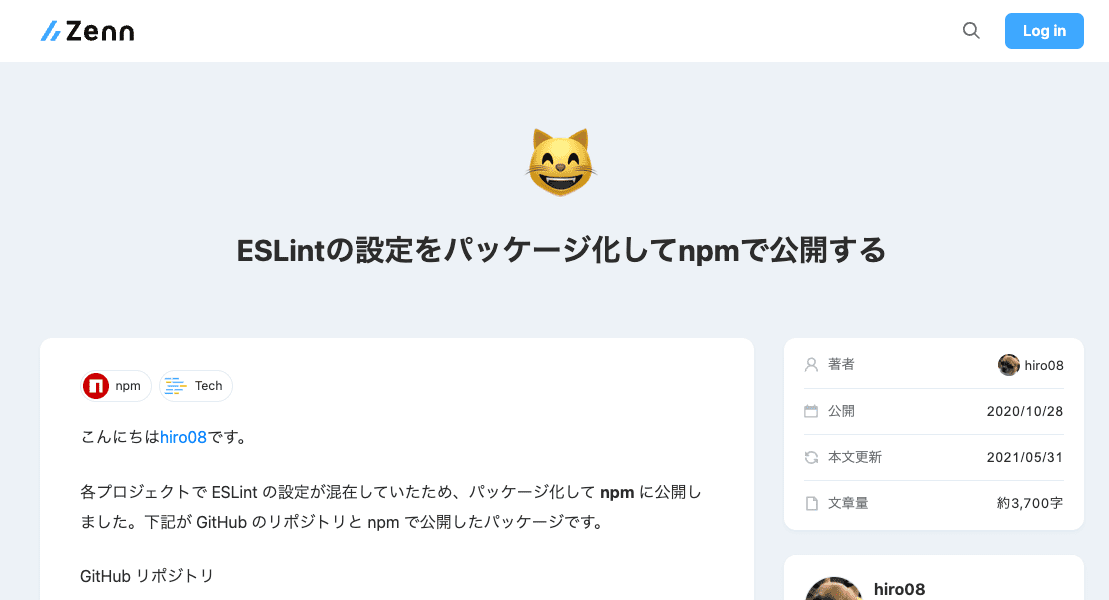 Zenn
Log in
ESLintの設定をパッケージ化してnpmで公開する
npm Tech
こんにちはhiro08です。
各プロジェクトで ESLint の設定が混在していたため、パッケージ化して npm に公開し
ました。下記が GitHub のリポジトリと npm で公開したパッケージです。
GitHub リポジトリ
著者 hiro08
公開 2020/10/28
本文更新 2021/05/31
文章量 約3,700字
hiro08